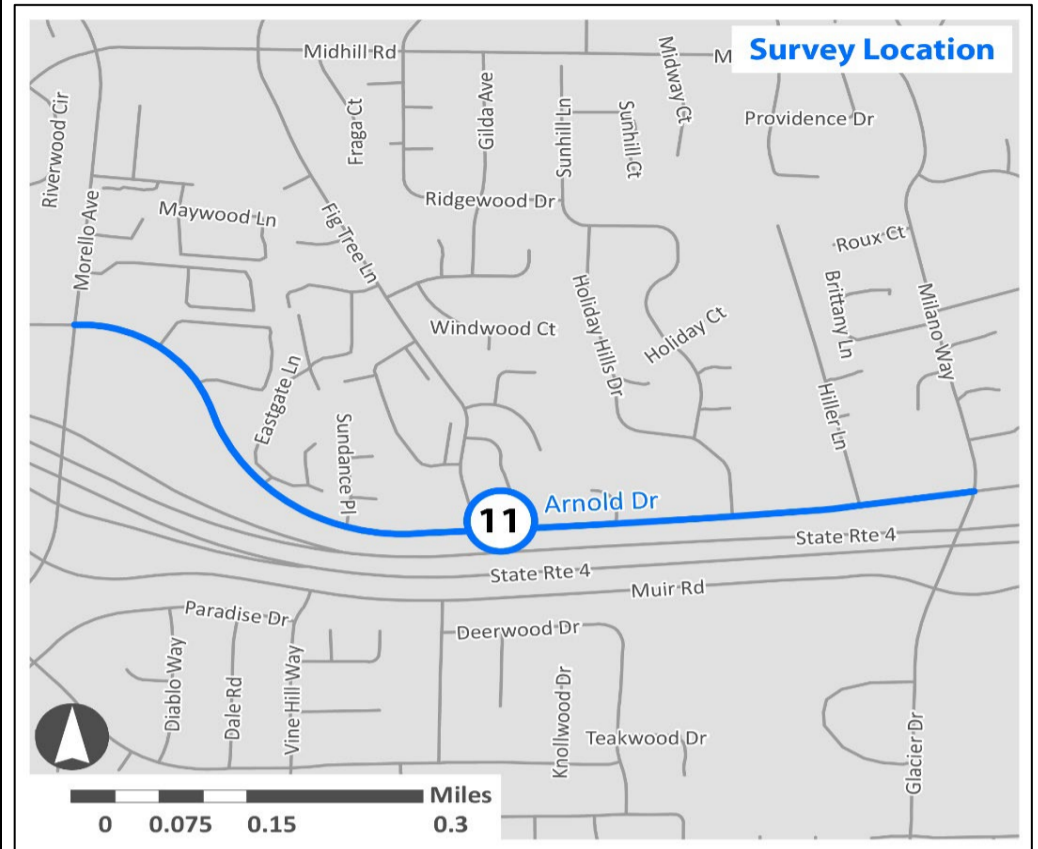 Survey Location
Midhill Rd
M
Riverwood Cir
Fraga Ct
Gilda Ave
Sunhill Ln
Sunhill Ct
Midway Ct
Providence Dr
Morello Ave
Maywood Ln
Fig Tree Ln
Ridgewood Dr
Roux Ct
Windwood Ct
Holiday Hills Dr
Holiday Ct
Brittany Ln
Milano Way
Eastgate Ln
Sundance Pl
Hiller Ln
11
Arnold Dr
State Rte 4
State Rte 4
Muir Rd
Paradise Dr
Deerwood Dr
Diablo Way
Dale Rd
Vine Hill Way
Knollwood Dr
Teakwood Dr
Glacier Dr
Miles
0 0.075 0.15 0.3